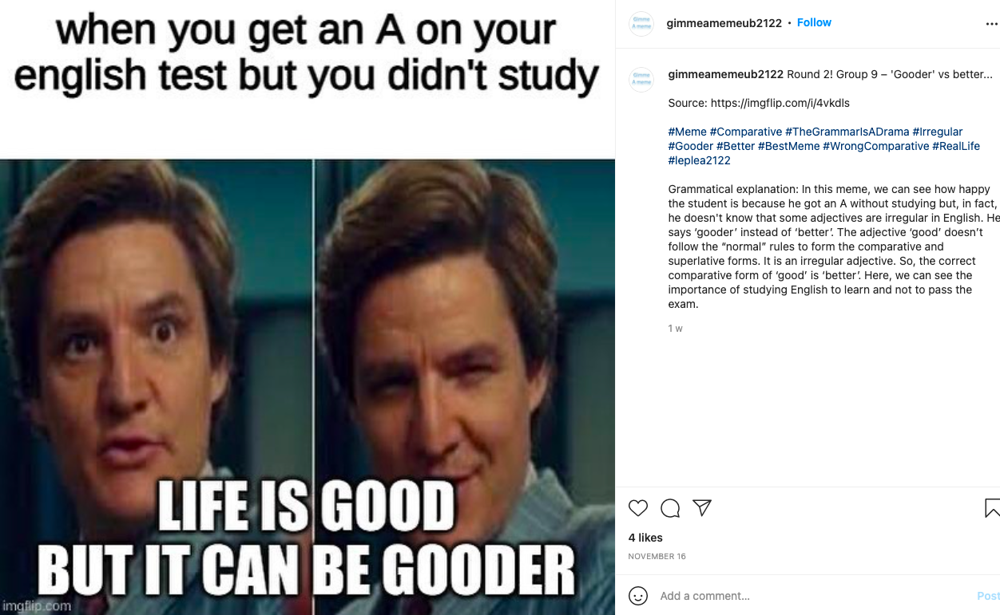 when you get an A on your
english test but you didn't study
LIFE IS GOOD
BUT IT CAN BE GOODER
imgflip.com
Gimme
A meme
gimmeamemeub2122 • Follow
Gimme
A meme
gimmeamemeub2122 Round 2! Group 9 – 'Gooder' vs better...
Source: https://imgflip.com/i/4vkdls
#Meme #Comparative #TheGrammarIsADrama #Irregular
#Gooder #Better #BestMeme #WrongComparative #RealLife
#leplea2122
Grammatical explanation: In this meme, we can see how happy
the student is because he got an A without studying but, in fact,
he doesn't know that some adjectives are irregular in English. He
says ‘gooder’ instead of ‘better’. The adjective ‘good’ doesn’t
follow the “normal” rules to form the comparative and
superlative forms. It is an irregular adjective. So, the correct
comparative form of ‘good’ is ‘better’. Here, we can see the
importance of studying English to learn and not to pass the
exam.
1 w
4 likes
NOVEMBER 16
Add a comment...
Post